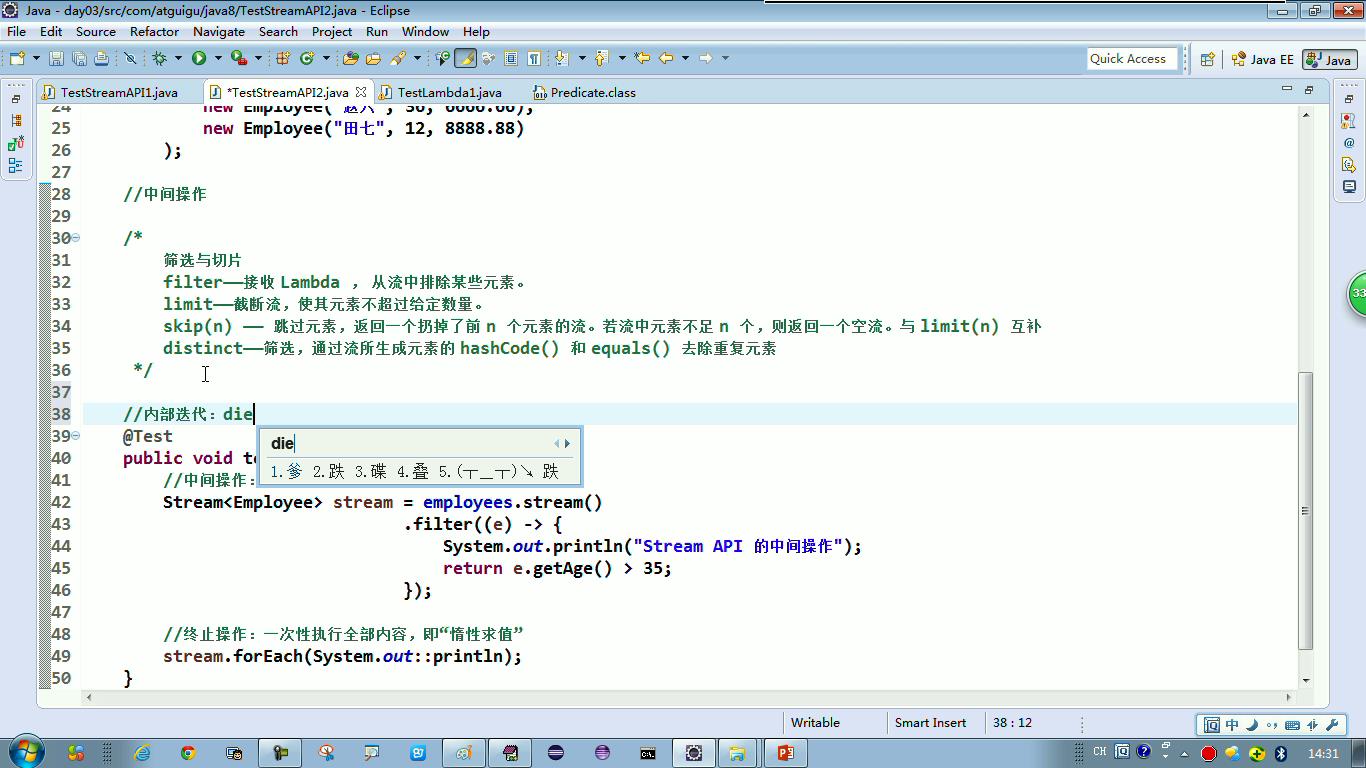 Java - day03/src/com/atguigu/java8/TestStreamAPI2.java - Eclipse
File Edit Source Refactor Navigate Search Project Run Window Help
Quick Access Java EE Java
TestStreamAPI1.java *TestStreamAPI2.java TestLambda1.java Predicate.class
24 new Employee("赵六", 36, 6666.66),
25 new Employee("田七", 12, 8888.88)
26 );
27
28 //中间操作
29
30 /*
31 筛选与切片
32 filter——接收 Lambda ， 从流中排除某些元素。
33 limit——截断流，使其元素不超过给定数量。
34 skip(n) —— 跳过元素，返回一个扔掉了前 n 个元素的流。若流中元素不足 n 个，则返回一个空流。与 limit(n) 互补
35 distinct——筛选，通过流所生成元素的 hashCode() 和 equals() 去除重复元素
36 */
37
38 //内部迭代：die
39 @Test
die
40 public void te
1.爹 2.跌 3.碟 4.叠 5.(┬＿┬)↘ 跌
41 //中间操作：
42 Stream<Employee> stream = employees.stream()
43 .filter((e) -> {
44 System.out.println("Stream API 的中间操作");
45 return e.getAge() > 35;
46 });
47
48 //终止操作：一次性执行全部内容，即“惰性求值”
49 stream.forEach(System.out::println);
50 }
Writable Smart Insert 38 : 12
中
CH 14:31
33